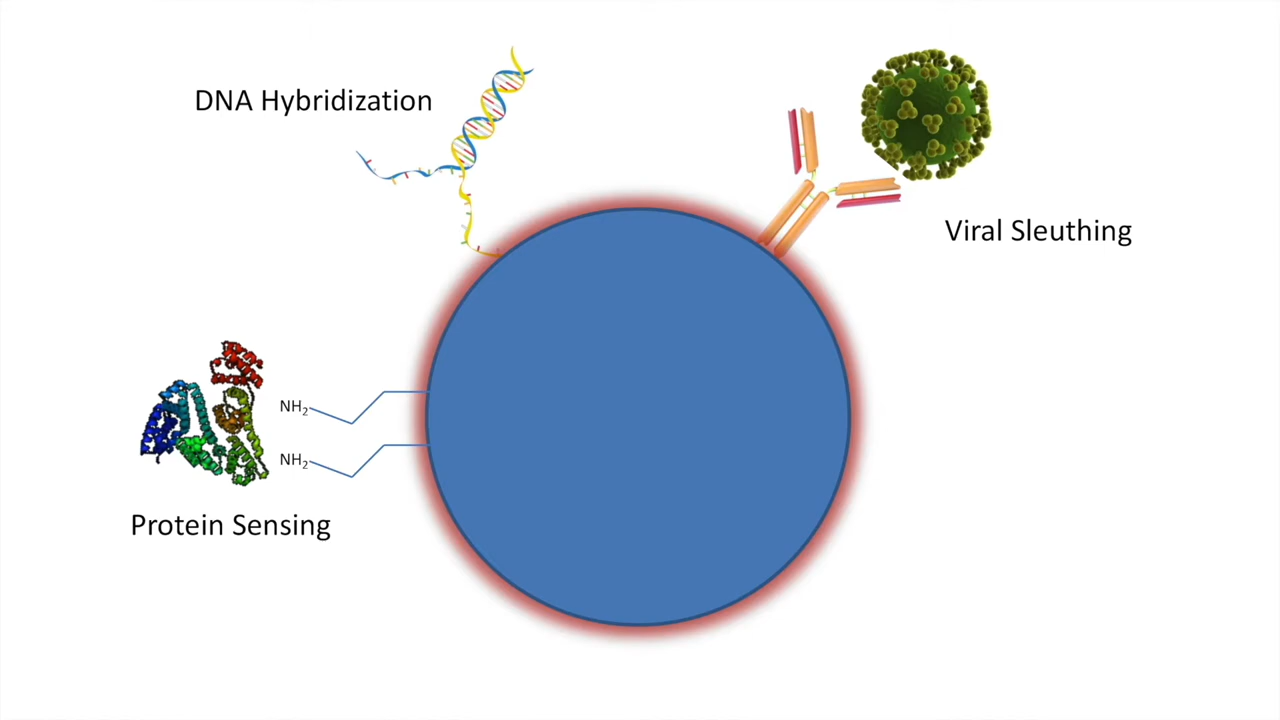 DNA Hybridization
Viral Sleuthing
NH₂
NH₂
Protein Sensing